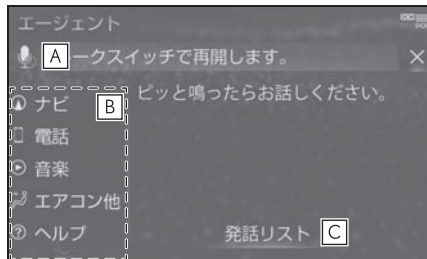 エージェント
A ークスイッチで再開します。
ピッと鳴ったらお話しください。
B
ナビ
電話
音楽
エアコン他
ヘルプ
発話リスト C